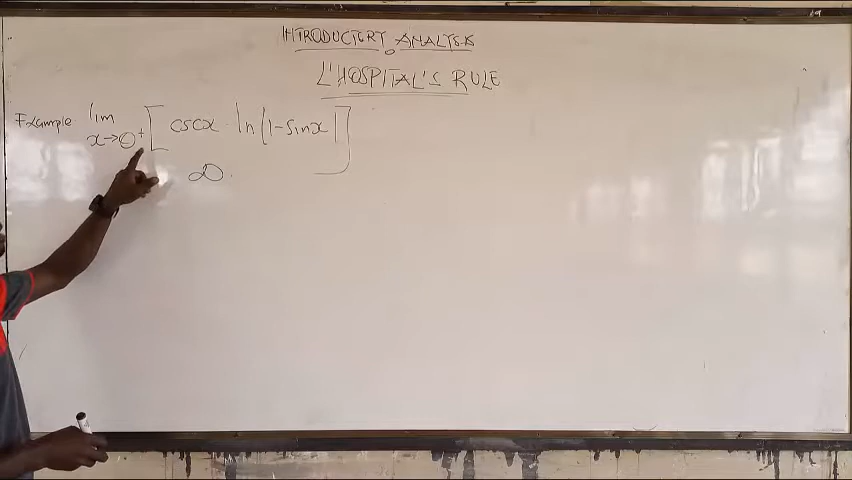 INTRODUCTORY ANALYSIS
L'HOSPITAL'S RULE
Example lim x→0⁺ [cscx · ln|1-sinx|]
∞.